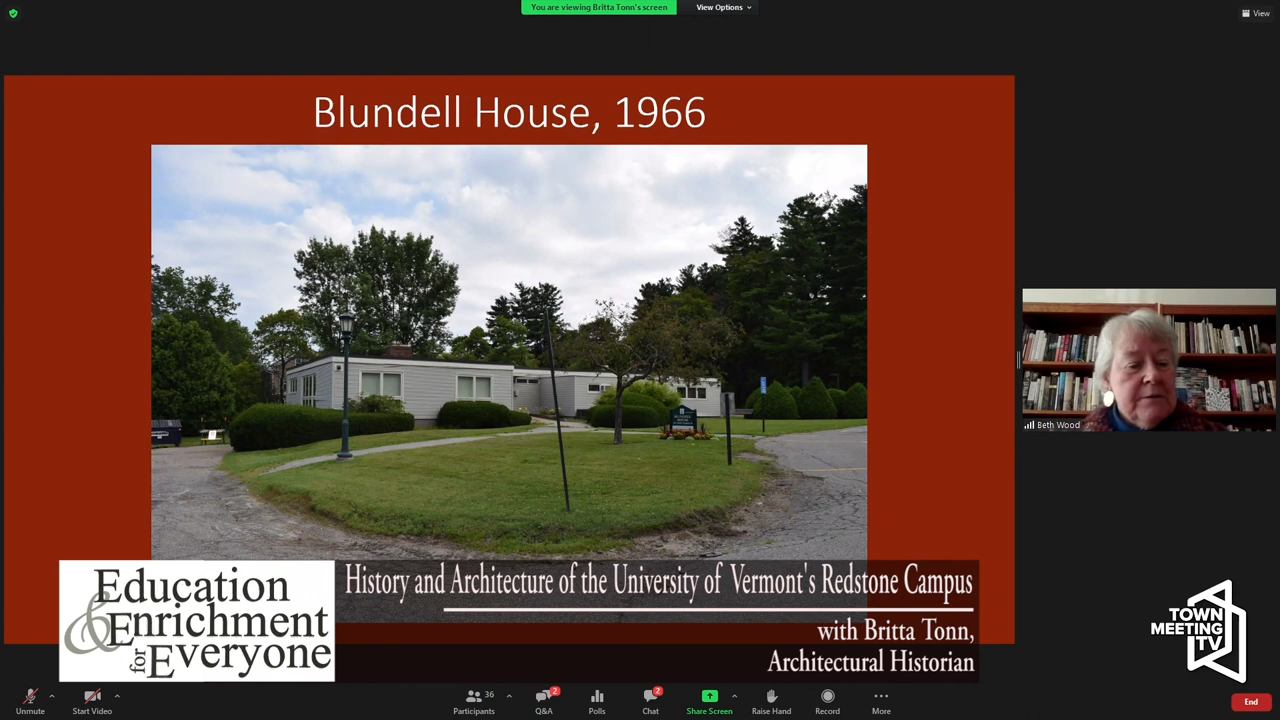 You are viewing Britta Tonn's screen
View Options
View
Blundell House, 1966
Beth Wood
Education
& Enrichment
for Everyone
History and Architecture of the University of Vermont's Redstone Campus
with Britta Tonn,
Architectural Historian
TOWN
MEETING
TV
Unmute
Start Video
36
Participants
2
Q&A
Polls
2
Chat
Share Screen
Raise Hand
Record
More
End